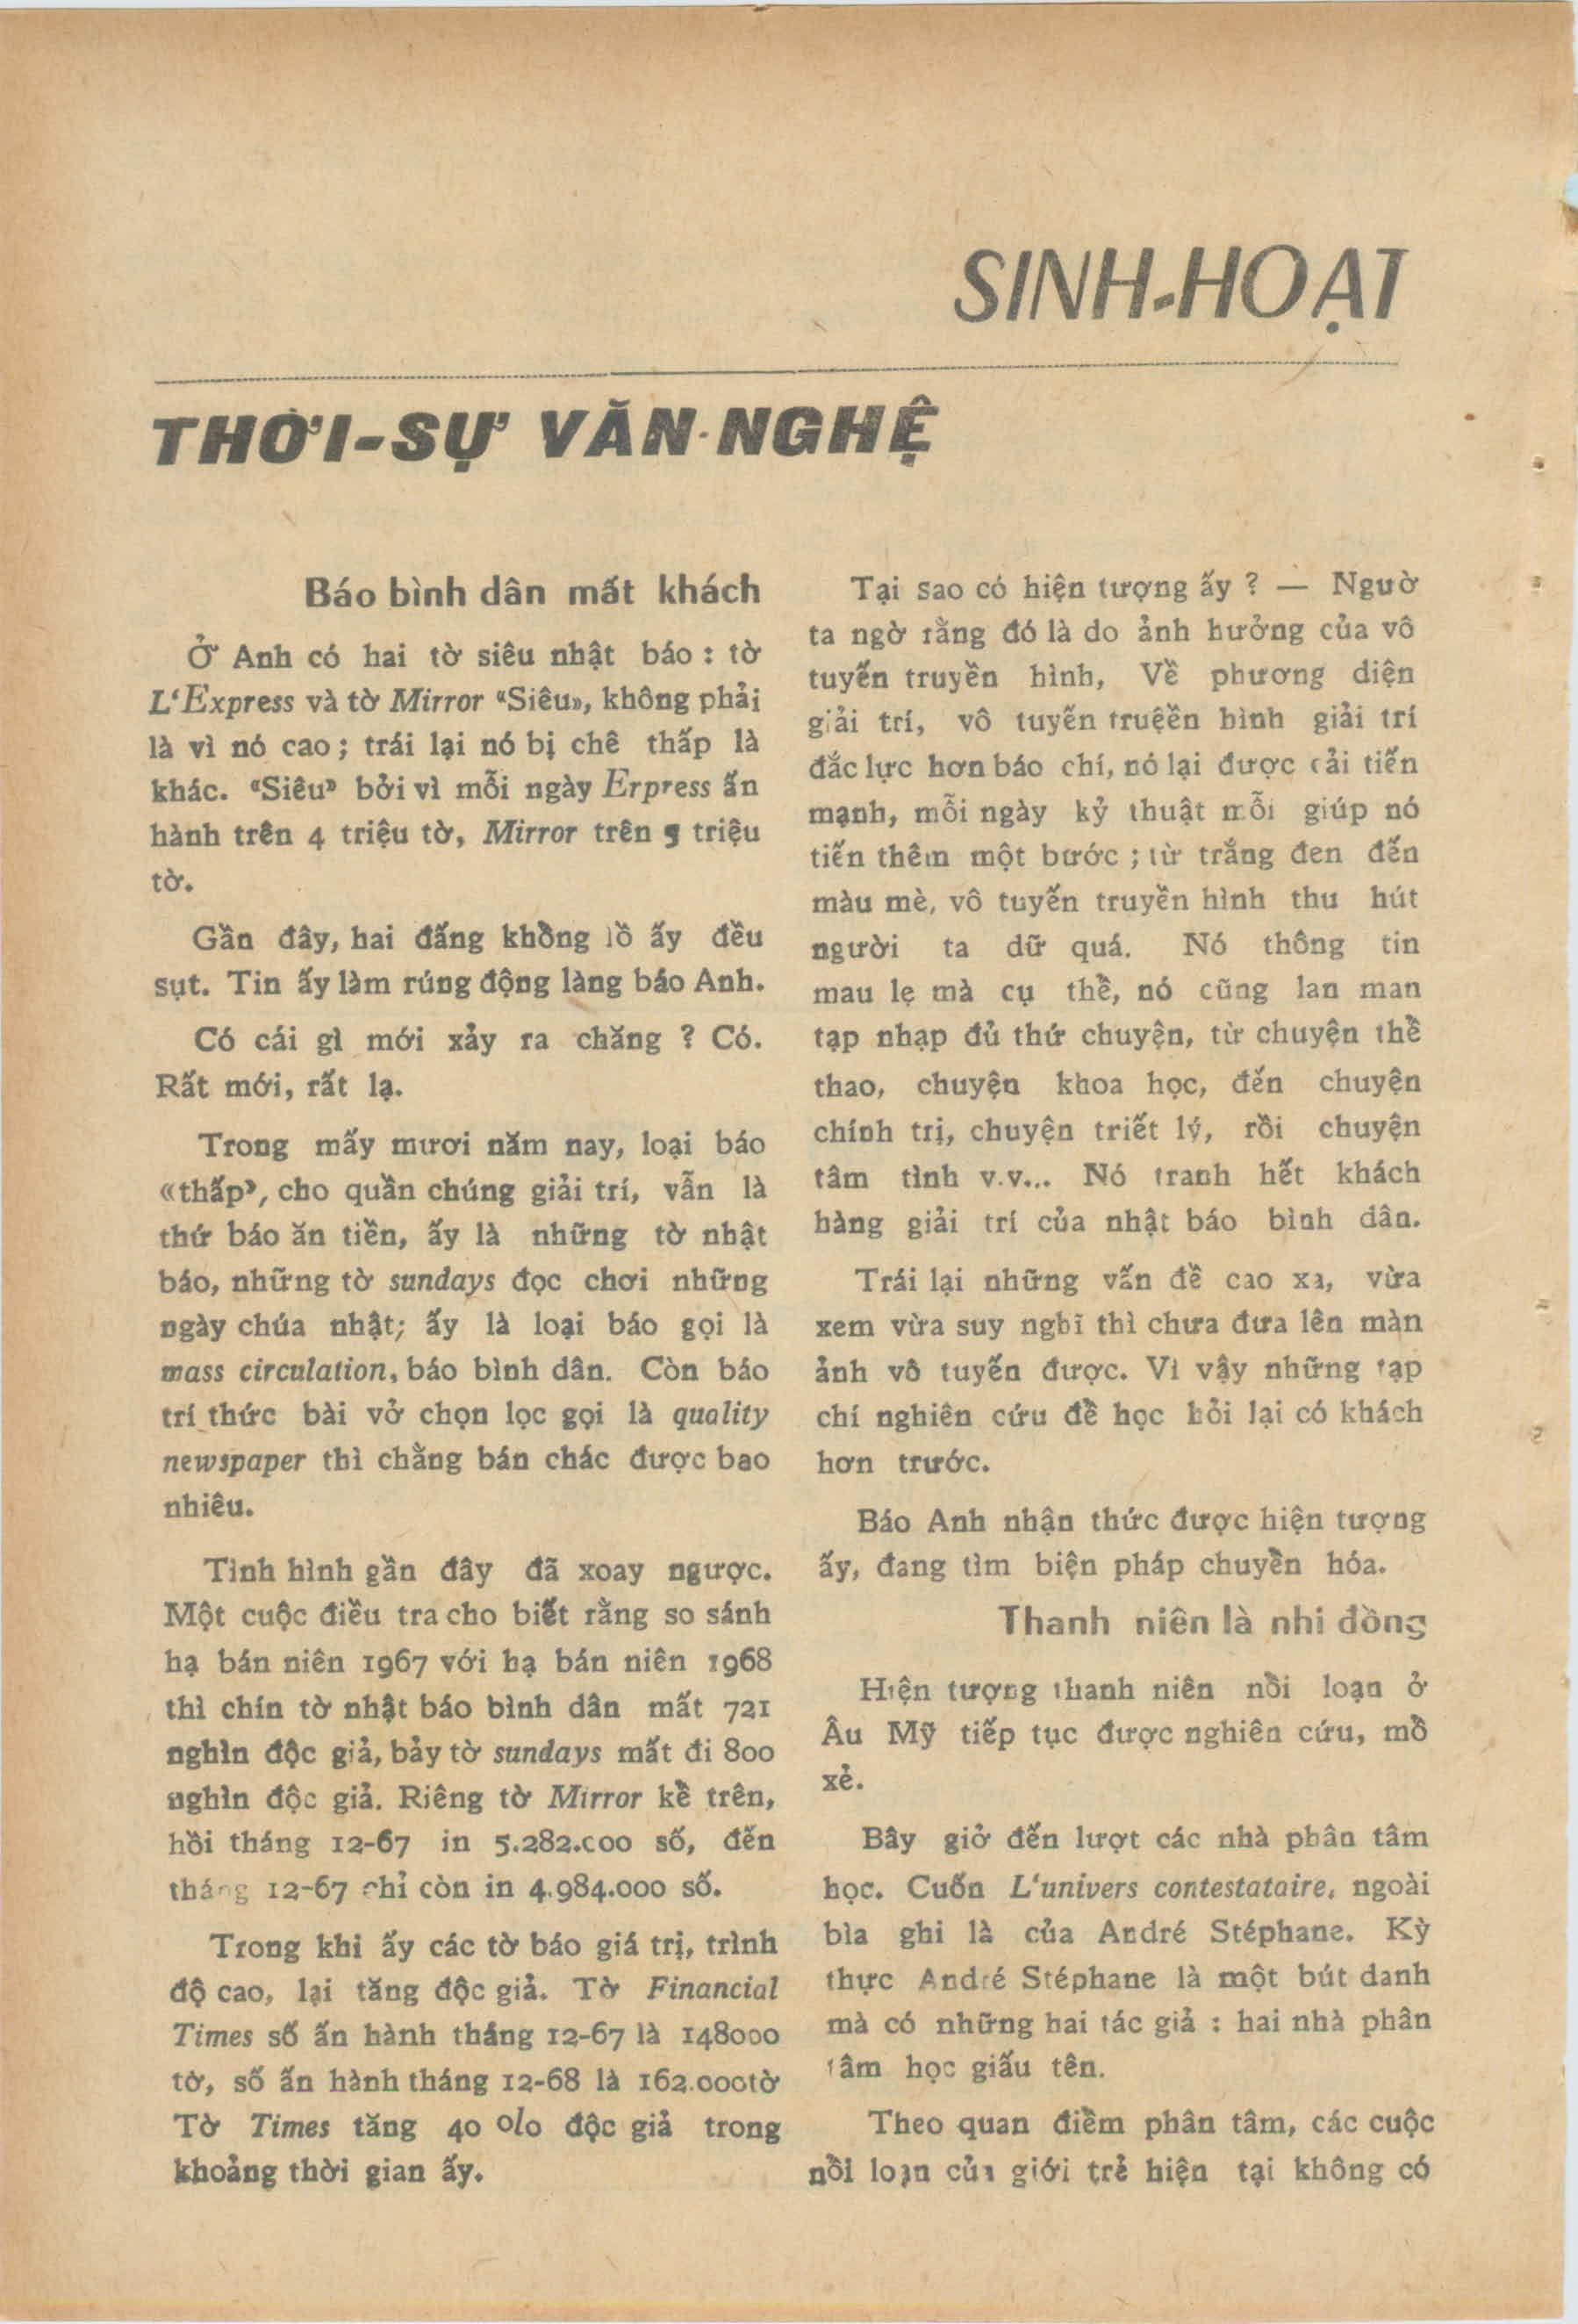 SINH-HOẠT
THỜI-SỰ VĂN-NGHỆ
Báo bình dân mất khách
Ở Anh có hai tờ siêu nhật báo : tờ
L'Express và tờ Mirror «Siêu», không phải
là vì nó cao ; trái lại nó bị chê thấp là
khác. «Siêu» bởi vì mỗi ngày Erpress ấn
hành trên 4 triệu tờ, Mirror trên 5 triệu
tờ.
Gần đây, hai đấng khổng lồ ấy đều
sụt. Tin ấy làm rúng động làng báo Anh.
Có cái gì mới xảy ra chăng ? Có.
Rất mới, rất lạ.
Trong mấy mươi năm nay, loại báo
«thấp», cho quần chúng giải trí, vẫn là
thứ báo ăn tiền, ấy là những tờ nhật
báo, những tờ sundays đọc chơi những
ngày chúa nhật; ấy là loại báo gọi là
mass circulation, báo bình dân. Còn báo
trí thức bài vở chọn lọc gọi là quality
newspaper thì chẳng bán chác được bao
nhiêu.
Tình hình gần đây đã xoay ngược.
Một cuộc điều tra cho biết rằng so sánh
hạ bán niên 1967 với hạ bán niên 1968
thì chín tờ nhật báo bình dân mất 721
nghìn độc giả, bảy tờ sundays mất đi 800
nghìn độc giả. Riêng tờ Mirror kể trên,
hồi tháng 12-67 in 5.282.000 số, đến
tháng 12-67 chỉ còn in 4.984.000 số.
Trong khi ấy các tờ báo giá trị, trình
độ cao, lại tăng độc giả. Tờ Financial
Times số ấn hành tháng 12-67 là 148000
tờ, số ấn hành tháng 12-68 là 162.000tờ
Tờ Times tăng 40 o/o độc giả trong
khoảng thời gian ấy.
Tại sao có hiện tượng ấy ? — Nguờ
ta ngờ rằng đó là do ảnh hưởng của vô
tuyến truyền hình, Về phương diện
giải trí, vô tuyến truyềền hình giải trí
đắc lực hơn báo chí, nó lại được cải tiến
mạnh, mỗi ngày kỷ thuật mỗi giúp nó
tiến thêm một bước ; từ trắng đen đến
màu mè, vô tuyến truyền hình thu hút
người ta dữ quá. Nó thông tin
mau lẹ mà cụ thể, nó cũng lan man
tạp nhạp đủ thứ chuyện, từ chuyện thể
thao, chuyện khoa học, đến chuyện
chính trị, chuyện triết lý, rồi chuyện
tâm tình v.v... Nó tranh hết khách
hàng giải trí của nhật báo bình dân.
Trái lại những vấn đề cao xa, vừa
xem vừa suy nghĩ thì chưa đưa lên màn
ảnh vô tuyến được. Vì vậy những tạp
chí nghiên cứu để học hỏi lại có khách
hơn trước.
Báo Anh nhận thức được hiện tượng
ấy, đang tìm biện pháp chuyển hóa.
Thanh niên là nhi đồng
Hiện tượng thanh niên nổi loạn ở
Âu Mỹ tiếp tục được nghiên cứu, mổ
xẻ.
Bây giờ đến lượt các nhà phân tâm
học. Cuốn L'univers contestataire, ngoài
bìa ghi là của André Stéphane. Kỳ
thực André Stéphane là một bút danh
mà có những hai tác giả : hai nhà phân
tâm học giấu tên.
Theo quan điểm phân tâm, các cuộc
nổi loạn của giới trẻ hiện tại không có